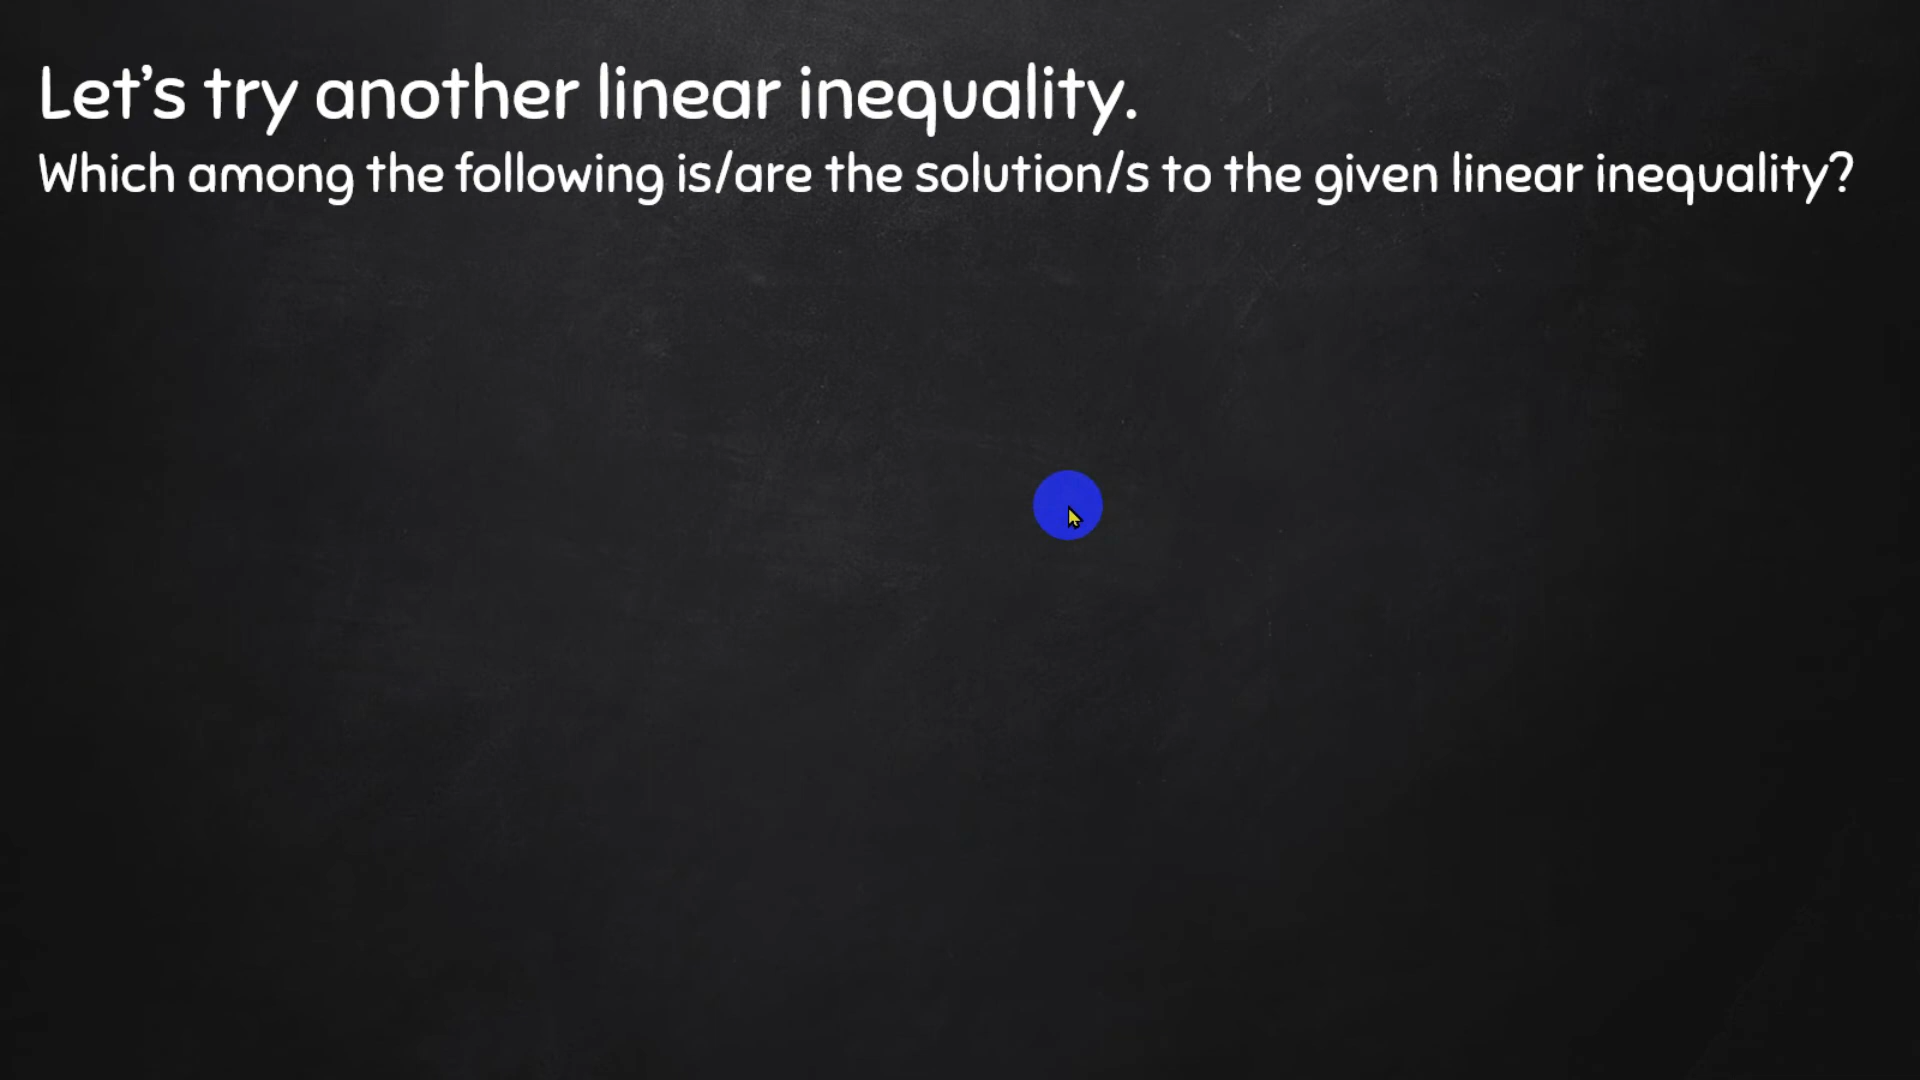 Let’s try another linear inequality.
Which among the following is/are the solution/s to the given linear inequality?